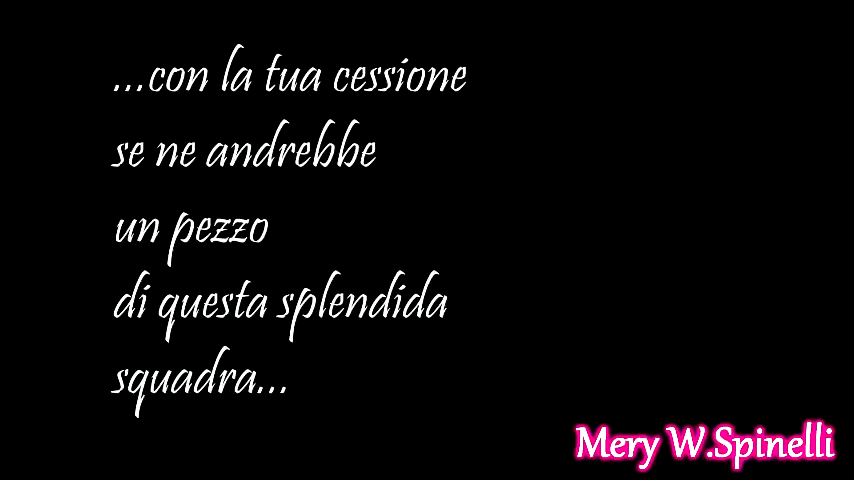 ...con la tua cessione
se ne andrebbe
un pezzo
di questa splendida
squadra...
Mery W.Spinelli